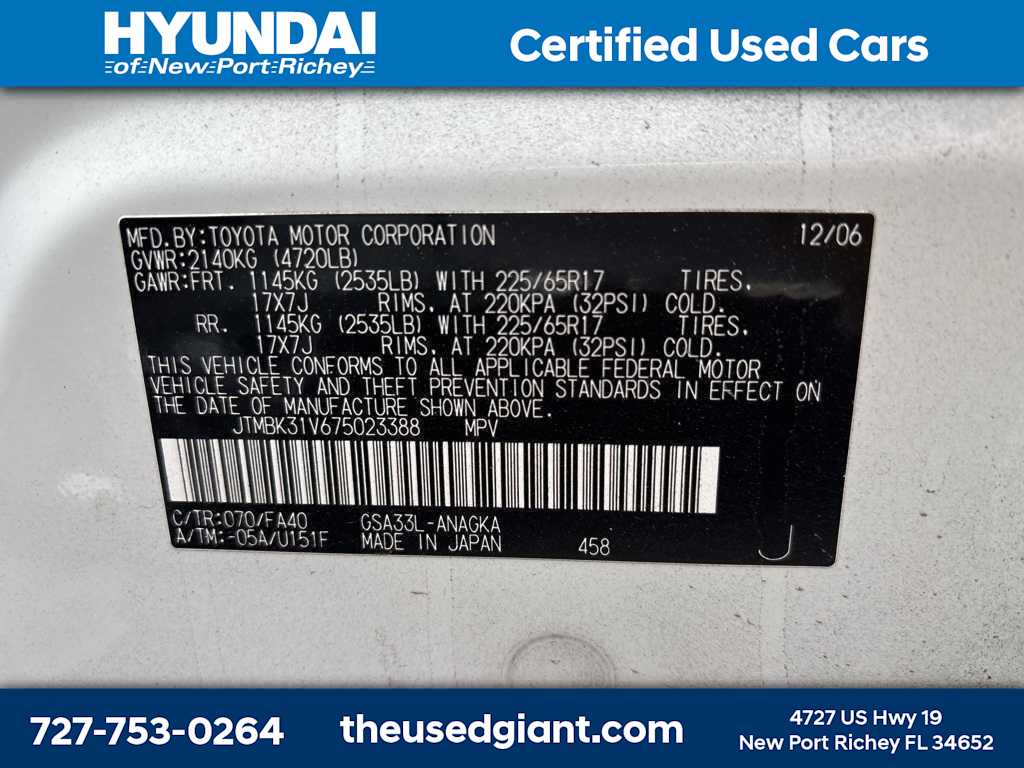 HYUNDAI
of New Port Richey
Certified Used Cars
MFD.BY:TOYOTA MOTOR CORPORATION 12/06
GVWR:2140KG (4720LB)
GAWR:FRT. 1145KG (2535LB) WITH 225/65R17 TIRES,
17X7J RIMS, AT 220KPA (32PSI) COLD.
RR. 1145KG (2535LB) WITH 225/65R17 TIRES,
17X7J RIMS, AT 220KPA (32PSI) COLD.
THIS VEHICLE CONFORMS TO ALL APPLICABLE FEDERAL MOTOR
VEHICLE SAFETY AND THEFT PREVENTION STANDARDS IN EFFECT ON
THE DATE OF MANUFACTURE SHOWN ABOVE.
JTMBK31V675023388 MPV
C/TR:070/FA40 GSA33L-ANAGKA
A/TM:-05A/U151F MADE IN JAPAN 458 J
727-753-0264
theusedgiant.com
4727 US Hwy 19
New Port Richey FL 34652